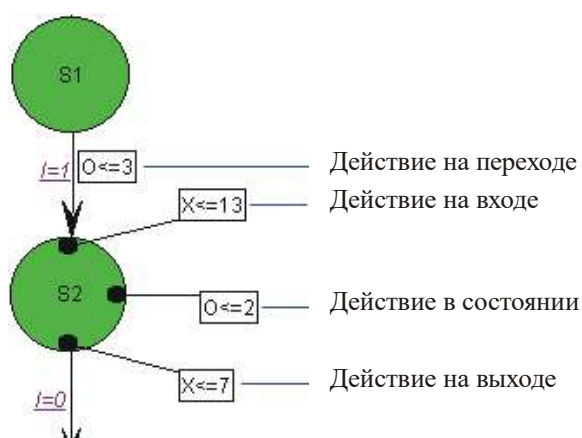 S1
I=1 O<=3 Действие на переходе
X<=13 Действие на входе
S2
O<=2 Действие в состоянии
X<=7 Действие на выходе
I=0